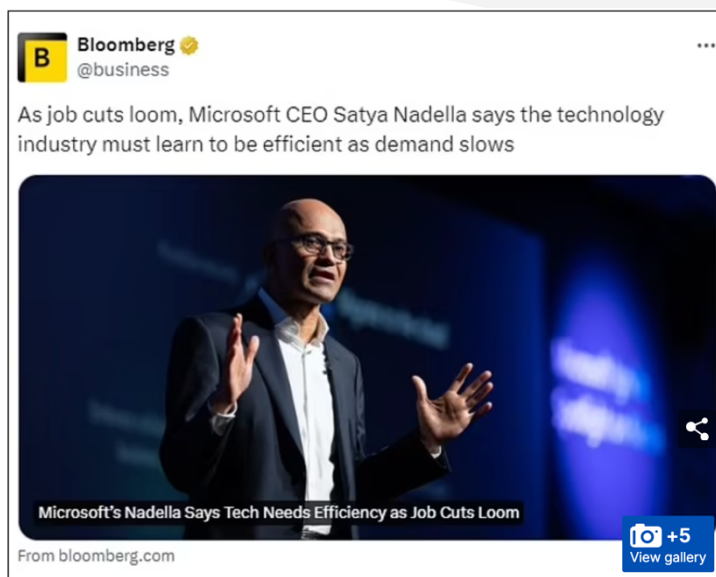 B
Bloomberg
@business
As job cuts loom, Microsoft CEO Satya Nadella says the technology
industry must learn to be efficient as demand slows
Microsoft's Nadella Says Tech Needs Efficiency as Job Cuts Loom
From bloomberg.com
+5
View gallery